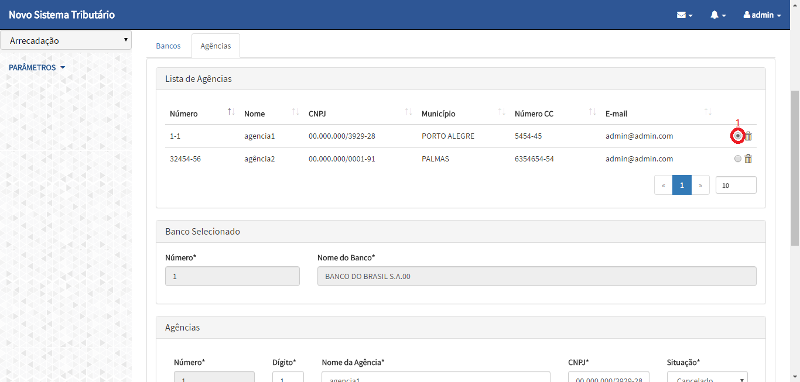 Novo Sistema Tributário
admin
Arrecadação
PARÂMETROS
Bancos Agências
Lista de Agências
Número Nome CNPJ Município Número CC E-mail
1
1-1 agencia1 00.000.000/3929-28 PORTO ALEGRE 5454-45 admin@admin.com
32454-56 agência2 00.000.000/0001-91 PALMAS 6354654-54 admin@admin.com
« 1 » 10
Banco Selecionado
Número* Nome do Banco*
1 BANCO DO BRASIL S.A.00
Agências
Número* Dígito* Nome da Agência* CNPJ* Situação*
1 1 agencia1 00.000.000/3929-28 Cancelado